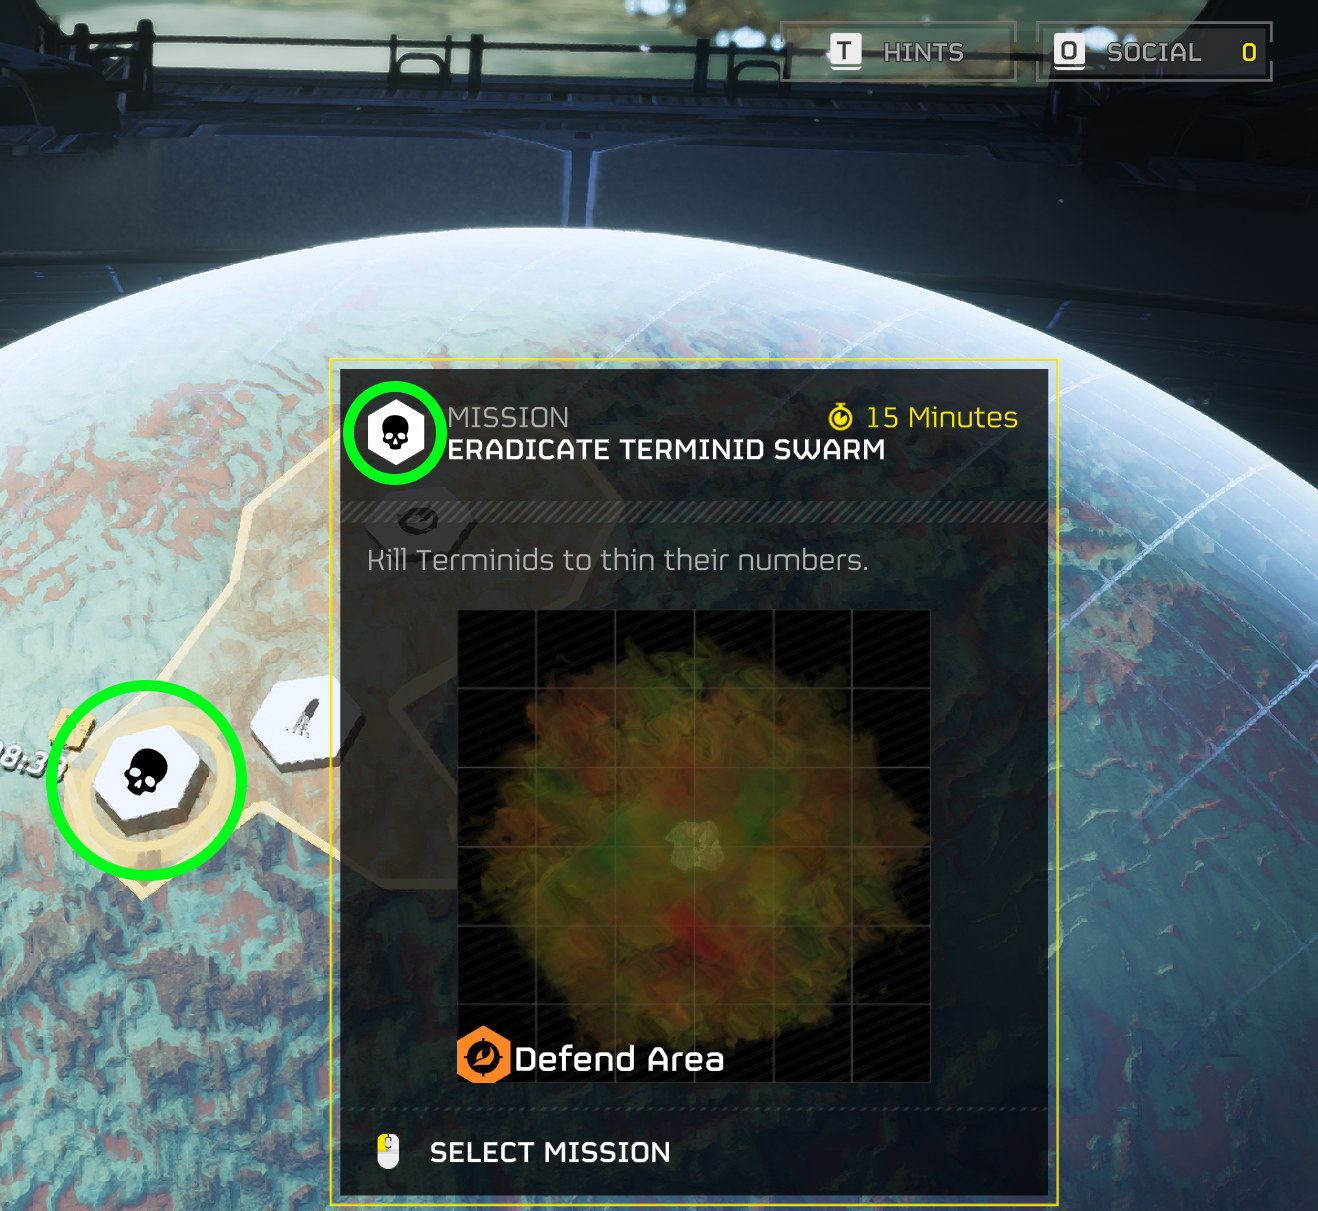 T HINTS
O SOCIAL 0
MISSION
15 Minutes
ERADICATE TERMINID SWARM
Kill Terminids to thin their numbers.
Defend Area
SELECT MISSION